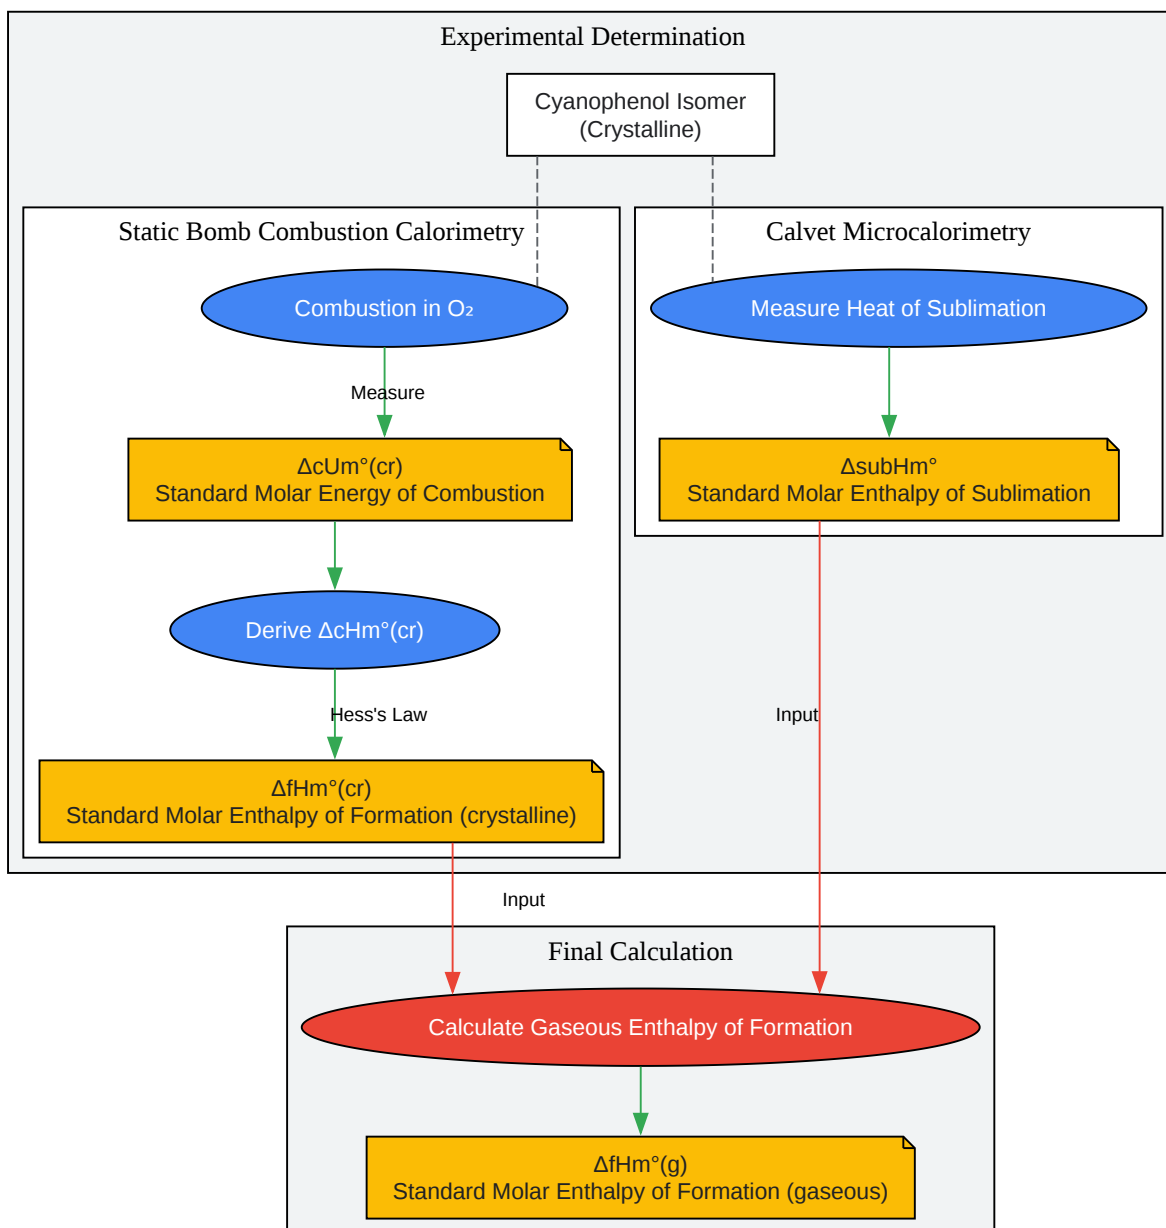 Experimental Determination
Cyanophenol Isomer
(Crystalline)
Static Bomb Combustion Calorimetry
Combustion in O₂
Measure
ΔcUm°(cr)
Standard Molar Energy of Combustion
Derive ΔcHm°(cr)
Hess's Law
ΔfHm°(cr)
Standard Molar Enthalpy of Formation (crystalline)
Calvet Microcalorimetry
Measure Heat of Sublimation
ΔsubHm°
Standard Molar Enthalpy of Sublimation
Input
Input
Final Calculation
Calculate Gaseous Enthalpy of Formation
ΔfHm°(g)
Standard Molar Enthalpy of Formation (gaseous)